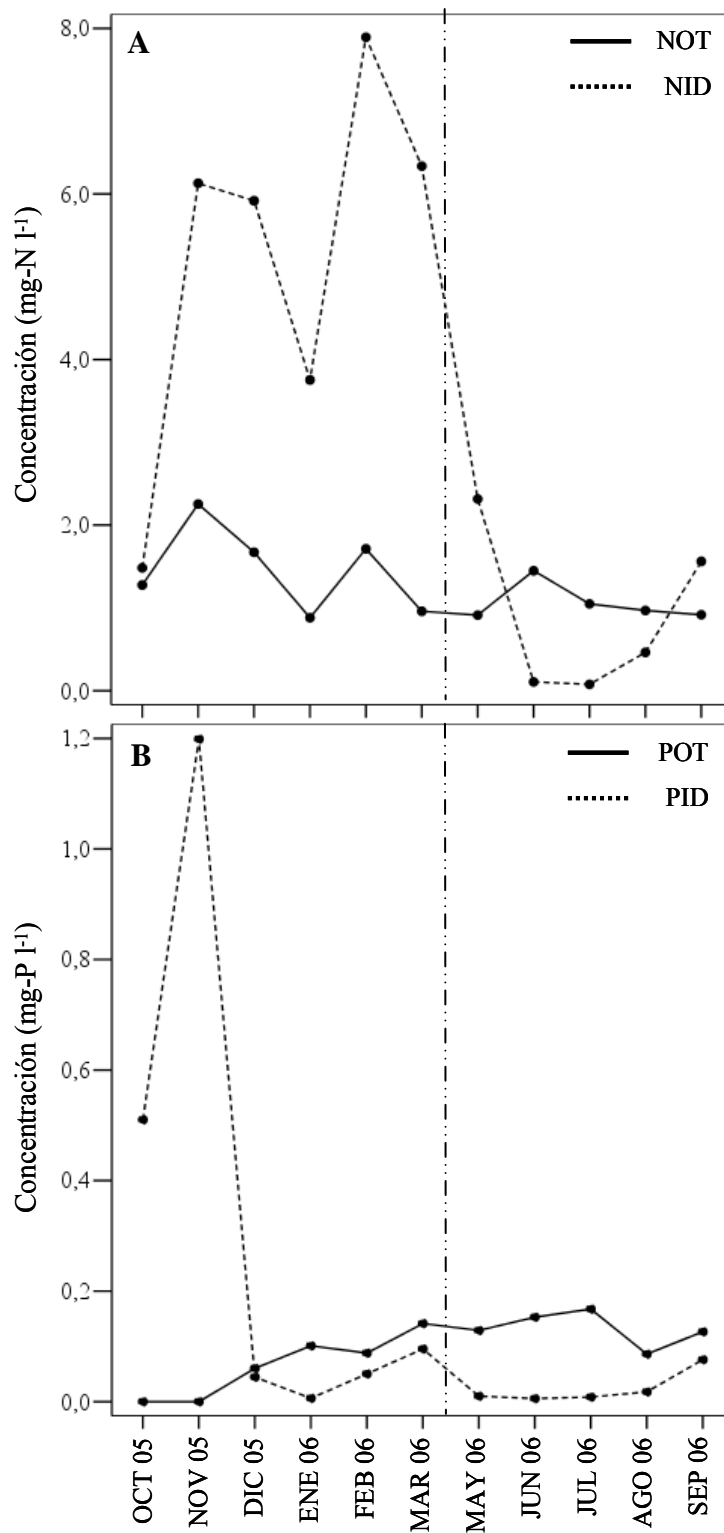 A
NOT
NID
8,0
6,0
4,0
2,0
0,0
Concentración (mg-N l-1)
B
POT
PID
1,2
1,0
0,8
0,6
0,4
0,2
0,0
Concentración (mg-P l-1)
OCT 05
NOV 05
DIC 05
ENE 06
FEB 06
MAR 06
MAY 06
JUN 06
JUL 06
AGO 06
SEP 06